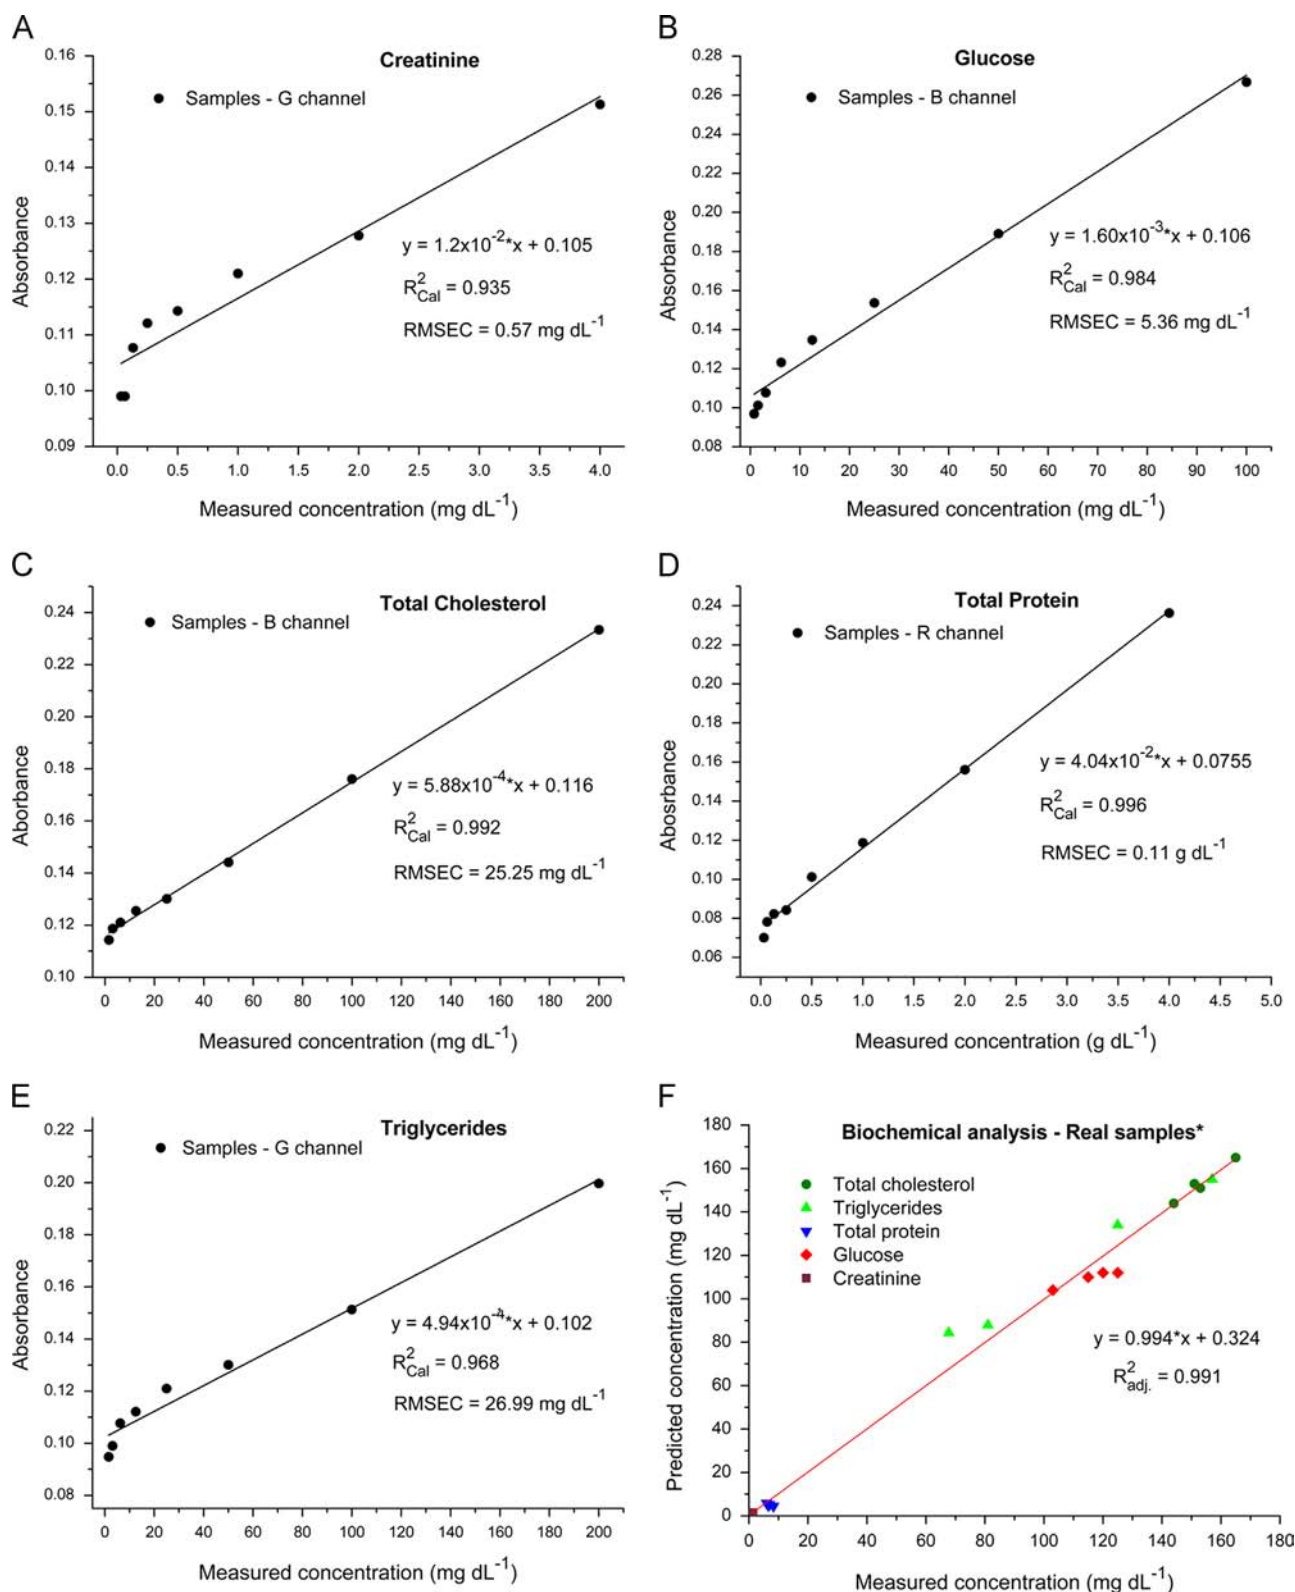 A
Creatinine
Samples - G channel
0.16
0.15
0.14
0.13
0.12
0.11
0.10
0.09
Absorbance
y = 1.2x10^-2*x + 0.105
R^2_Cal = 0.935
RMSEC = 0.57 mg dL^-1
0.0 0.5 1.0 1.5 2.0 2.5 3.0 3.5 4.0
Measured concentration (mg dL^-1)
B
Glucose
Samples - B channel
0.28
0.26
0.24
0.22
0.20
0.18
0.16
0.14
0.12
0.10
0.08
Absorbance
y = 1.60x10^-3*x + 0.106
R^2_Cal = 0.984
RMSEC = 5.36 mg dL^-1
0 10 20 30 40 50 60 70 80 90 100
Measured concentration (mg dL^-1)
C
Total Cholesterol
Samples - B channel
0.24
0.22
0.20
0.18
0.16
0.14
0.12
0.10
Aborbance
y = 5.88x10^-4*x + 0.116
R^2_Cal = 0.992
RMSEC = 25.25 mg dL^-1
0 20 40 60 80 100 120 140 160 180 200
Measured concentration (mg dL^-1)
D
Total Protein
Samples - R channel
0.24
0.22
0.20
0.18
0.16
0.14
0.12
0.10
0.08
0.06
Abosrbance
y = 4.04x10^-2*x + 0.0755
R^2_Cal = 0.996
RMSEC = 0.11 g dL^-1
0.0 0.5 1.0 1.5 2.0 2.5 3.0 3.5 4.0 4.5 5.0
Measured concentration (g dL^-1)
E
Triglycerides
Samples - G channel
0.22
0.20
0.18
0.16
0.14
0.12
0.10
0.08
Absorbance
y = 4.94x10^-4*x + 0.102
R^2_Cal = 0.968
RMSEC = 26.99 mg dL^-1
0 20 40 60 80 100 120 140 160 180 200
Measured concentration (mg dL^-1)
F
Biochemical analysis - Real samples*
Total cholesterol
Triglycerides
Total protein
Glucose
Creatinine
180
160
140
120
100
80
60
40
20
0
Predicted concentration (mg dL^-1)
y = 0.994*x + 0.324
R^2_adj. = 0.991
0 20 40 60 80 100 120 140 160 180
Measured concentration (mg dL^-1)